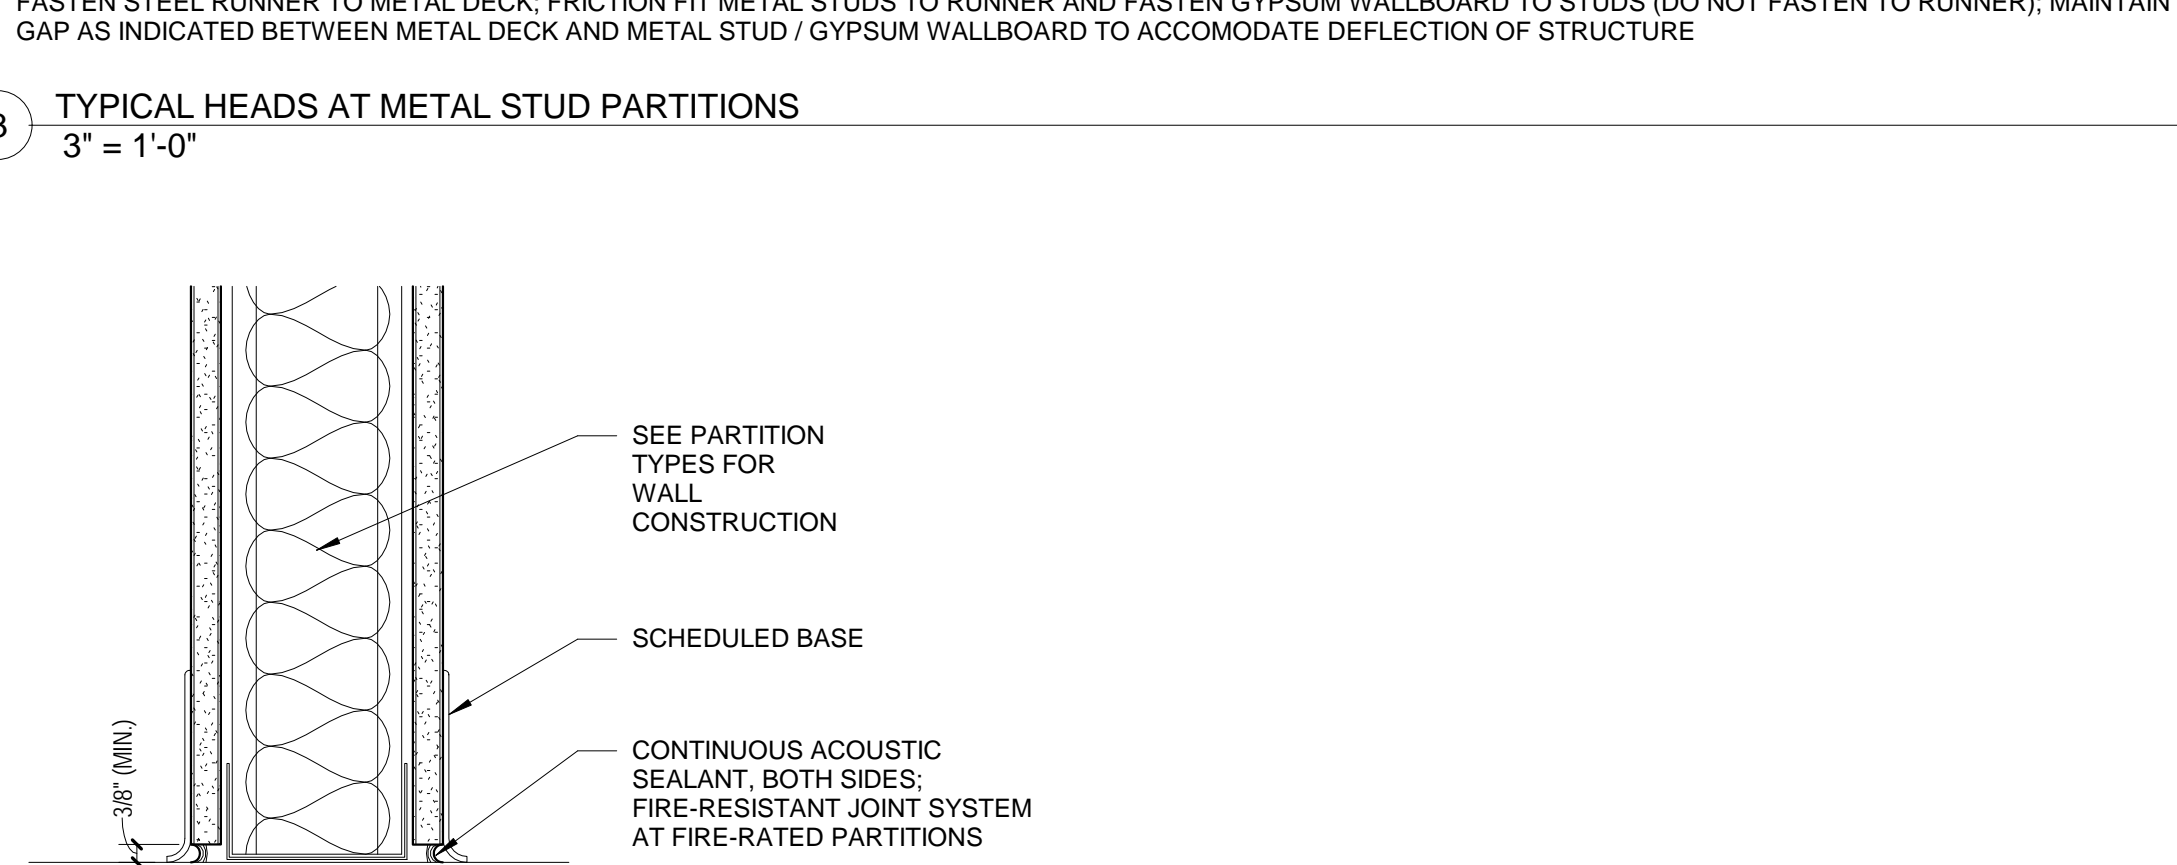 FASTEN STEEL RUNNER TO METAL DECK; FRICTION FIT METAL STUDS TO RUNNER AND FASTEN GYPSUM WALLBOARD TO STUDS (DO NOT FASTEN TO RUNNER); MAINTAIN
GAP AS INDICATED BETWEEN METAL DECK AND METAL STUD / GYPSUM WALLBOARD TO ACCOMODATE DEFLECTION OF STRUCTURE
TYPICAL HEADS AT METAL STUD PARTITIONS
3" = 1'-0"
SEE PARTITION
TYPES FOR
WALL
CONSTRUCTION
SCHEDULED BASE
3/8" (MIN.)
CONTINUOUS ACOUSTIC
SEALANT, BOTH SIDES;
FIRE-RESISTANT JOINT SYSTEM
AT FIRE-RATED PARTITIONS